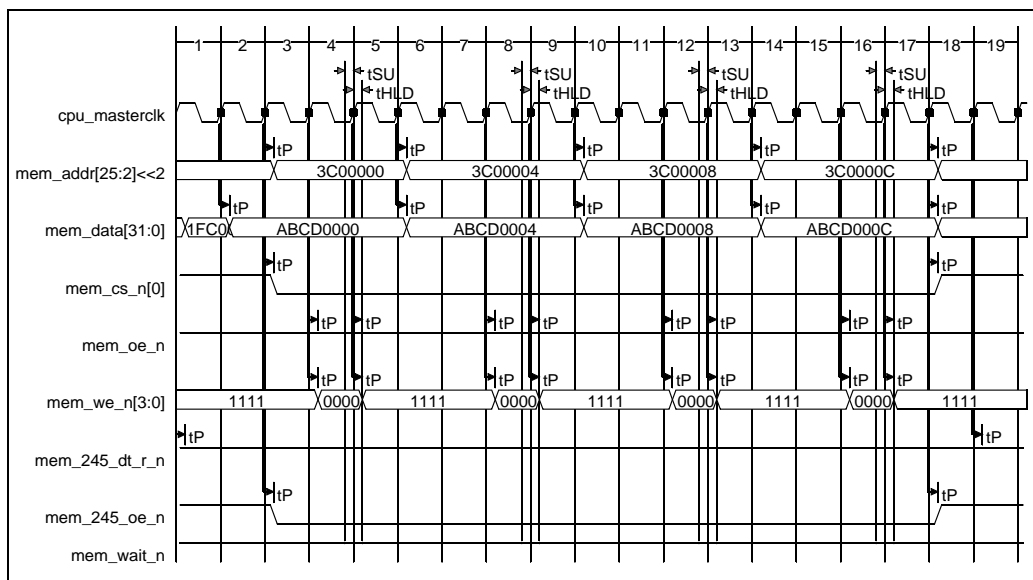 1 2 3 4 5 6 7 8 9 10 11 12 13 14 15 16 17 18 19
tSU tSU tSU tSU
tHLD tHLD tHLD tHLD
cpu_masterclk
tP tP tP tP tP
mem_addr[25:2]<<2 3C00000 3C00004 3C00008 3C0000C
tP tP tP tP tP
mem_data[31:0] 1FC0 ABCD0000 ABCD0004 ABCD0008 ABCD000C
tP tP
mem_cs_n[0]
tP tP tP tP tP tP tP tP
mem_oe_n
tP tP tP tP tP tP tP tP
mem_we_n[3:0] 1111 0000 1111 0000 1111 0000 1111 0000 1111
tP tP
mem_245_dt_r_n
tP tP
mem_245_oe_n
mem_wait_n